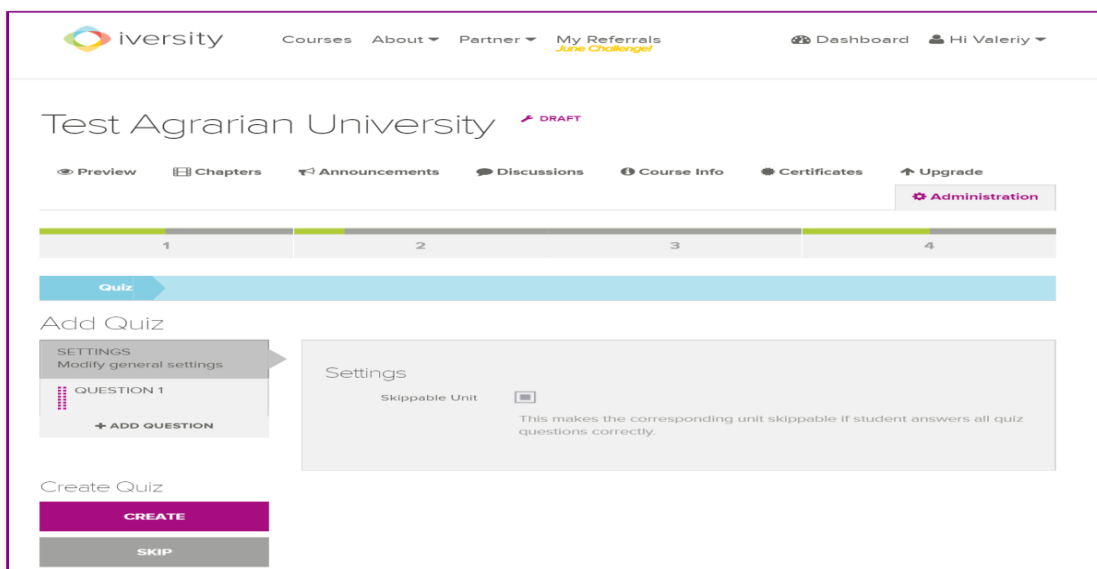 iversity
Courses About Partner My Referrals Dashboard Hi Valeriy
June Challenge!
Test Agrarian University DRAFT
Preview Chapters Announcements Discussions Course Info Certificates Upgrade
Administration
1 2 3 4
Quiz
Add Quiz
SETTINGS
Modify general settings
QUESTION 1
+ ADD QUESTION
Settings
Skippable Unit
This makes the corresponding unit skippable if student answers all quiz
questions correctly.
Create Quiz
CREATE
SKIP